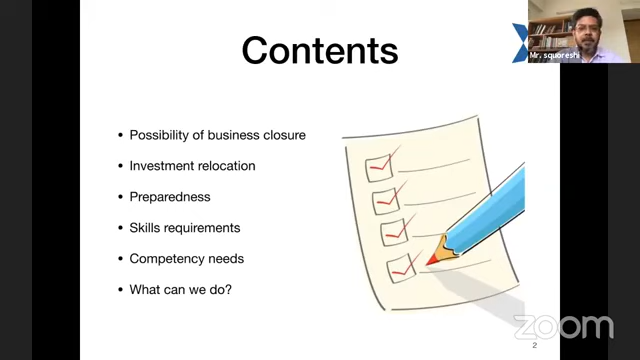 Contents
Mr. squoreshi
• Possibility of business closure
• Investment relocation
• Preparedness
• Skills requirements
• Competency needs
• What can we do?
zoom
2